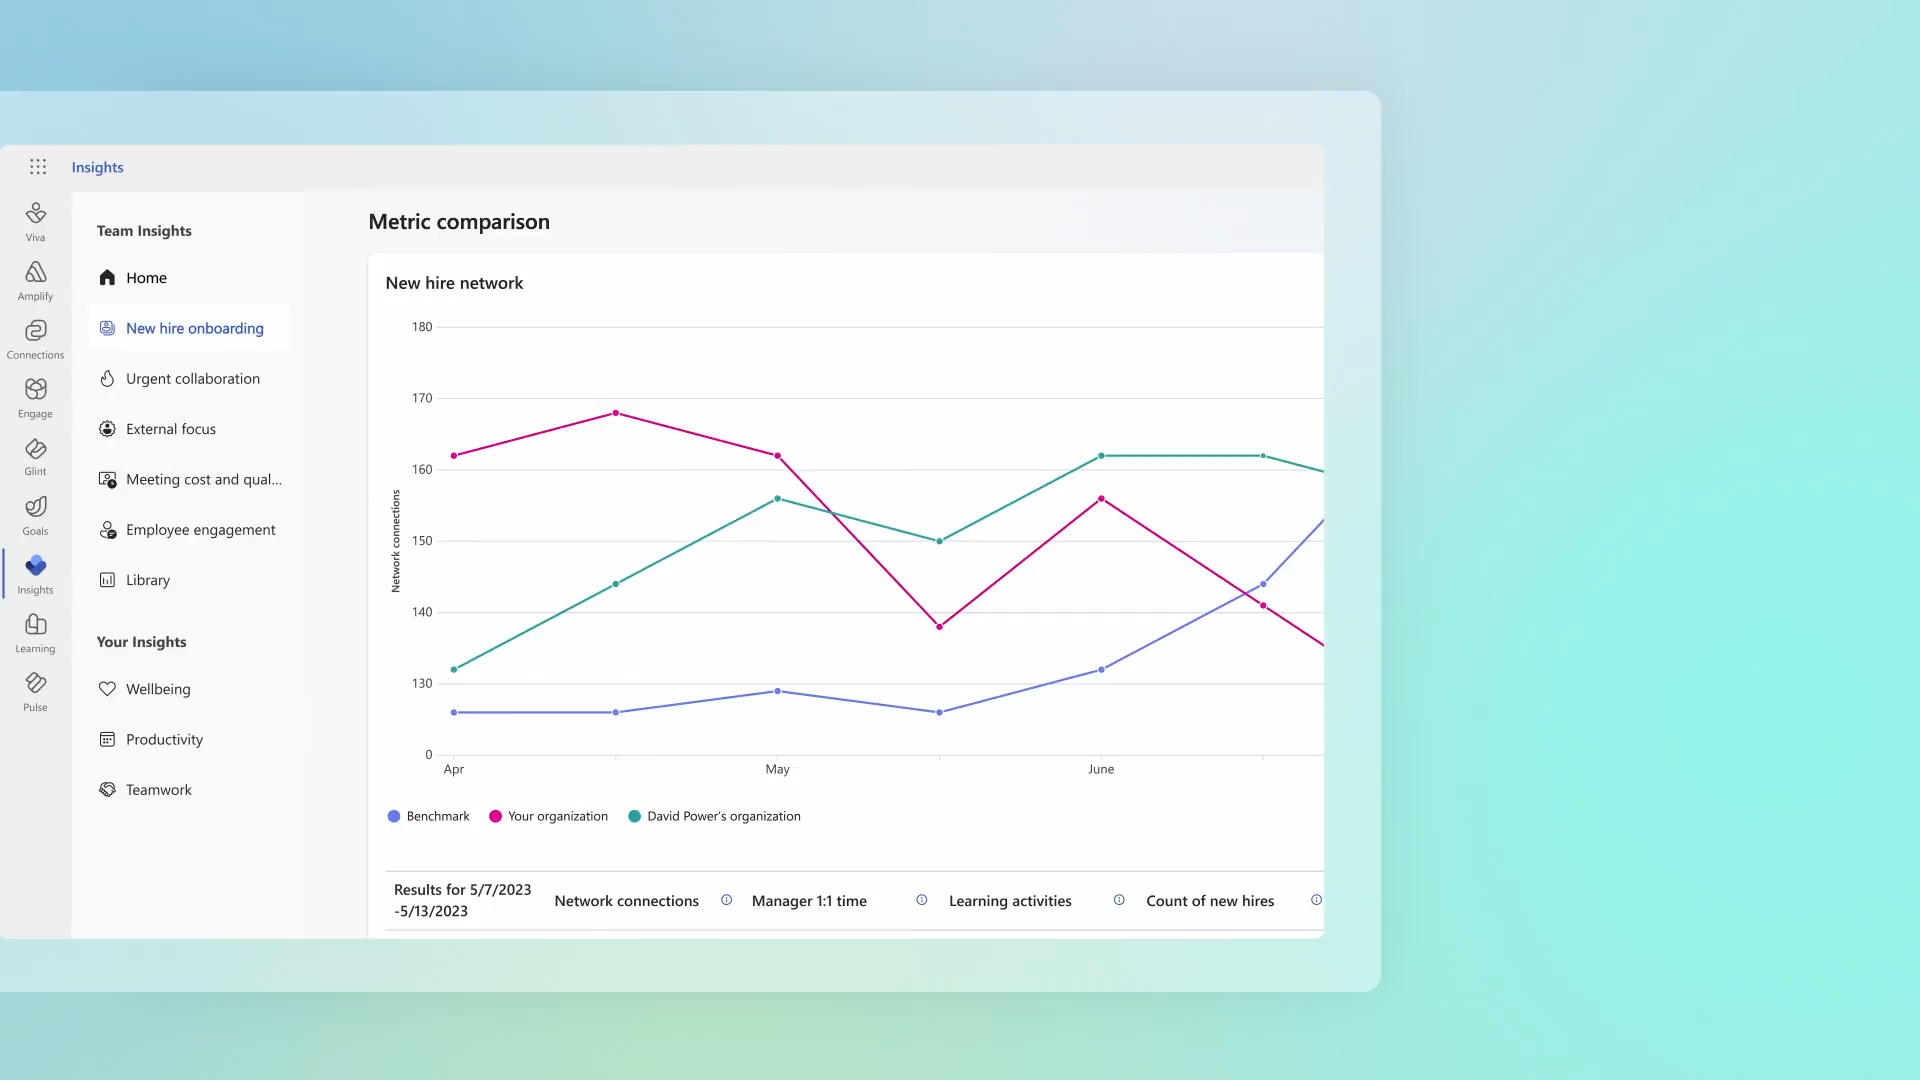 Insights
Viva
Amplify
Connections
Engage
Glint
Goals
Insights
Learning
Pulse
Team Insights
Home
New hire onboarding
Urgent collaboration
External focus
Meeting cost and qual...
Employee engagement
Library
Your Insights
Wellbeing
Productivity
Teamwork
Metric comparison
New hire network
Network connections
180
170
160
150
140
130
0
Apr May June
Benchmark Your organization David Power's organization
Results for 5/7/2023
-5/13/2023
Network connections Manager 1:1 time Learning activities Count of new hires